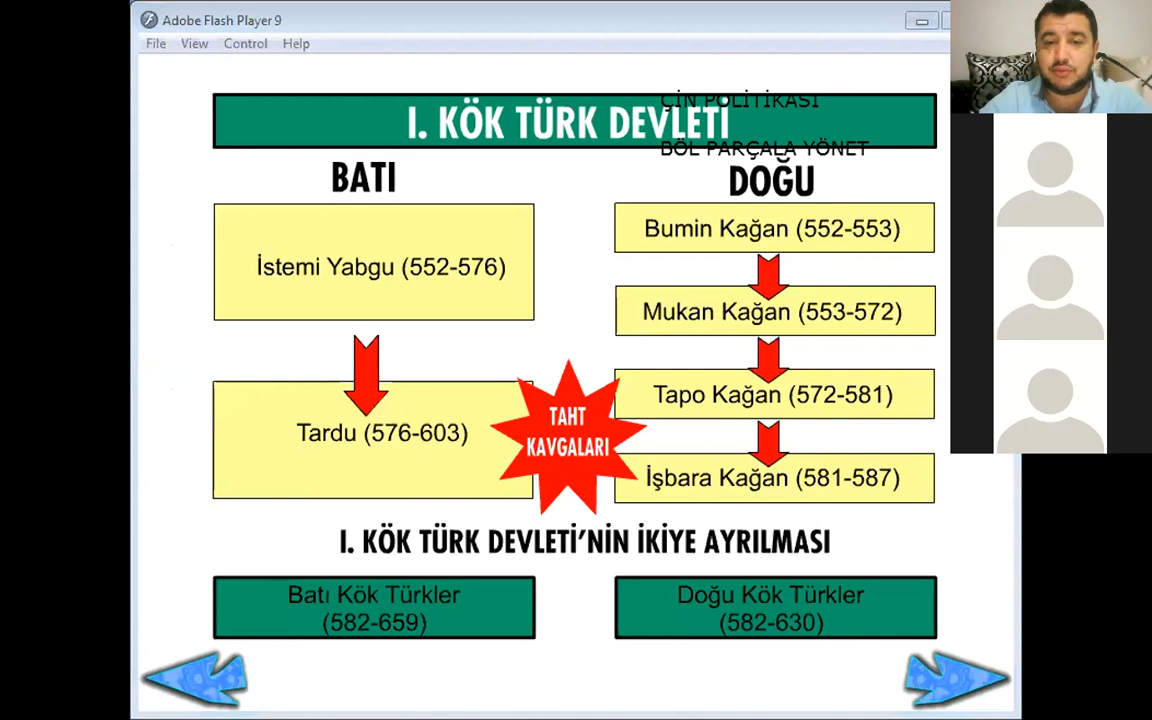 Adobe Flash Player 9
File View Control Help
ÇİN POLİTİKASI
I. KÖK TÜRK DEVLETİ
BÖL PARÇALA YÖNET
BATI
DOĞU
İstemi Yabgu (552-576)
Bumin Kağan (552-553)
Mukan Kağan (553-572)
Tapo Kağan (572-581)
Tardu (576-603)
TAHT
KAVGALARI
İşbara Kağan (581-587)
I. KÖK TÜRK DEVLETİ’NİN İKİYE AYRILMASI
Batı Kök Türkler
(582-659)
Doğu Kök Türkler
(582-630)